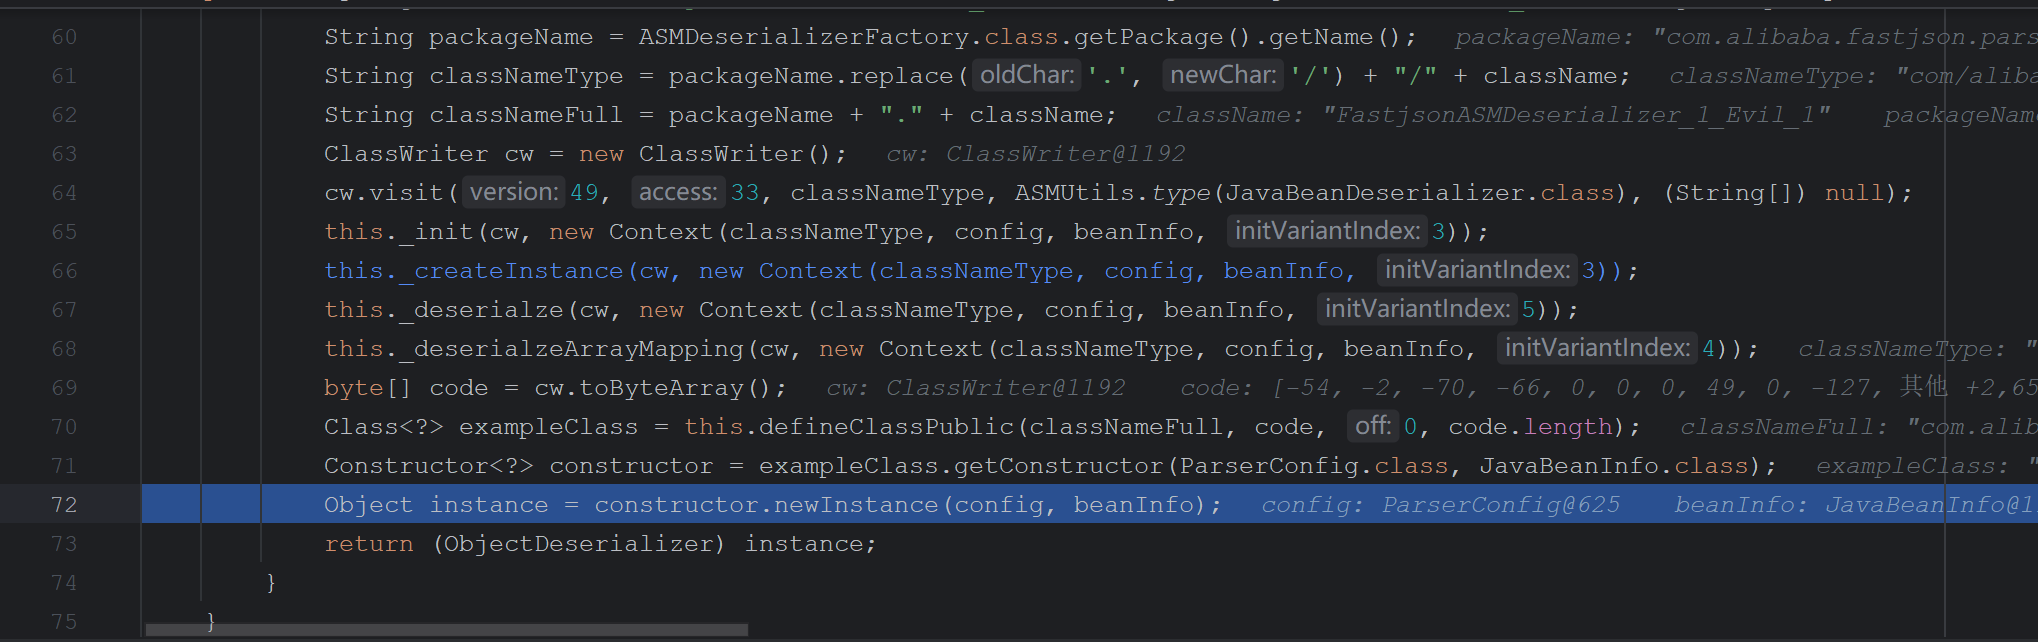 60 String packageName = ASMDeserializerFactory.class.getPackage().getName(); packageName: "com.alibaba.fastjson.pars
61 String classNameType = packageName.replace( oldChar: '.', newChar: '/') + "/" + className; classNameType: "com/aliba
62 String classNameFull = packageName + "." + className; className: "FastjsonASMDeserializer_1_Evil_1" packageNam
63 ClassWriter cw = new ClassWriter(); cw: ClassWriter@1192
64 cw.visit( version: 49, access: 33, classNameType, ASMUtils.type(JavaBeanDeserializer.class), (String[]) null);
65 this._init(cw, new Context(classNameType, config, beanInfo, initVariantIndex: 3));
66 this._createInstance(cw, new Context(classNameType, config, beanInfo, initVariantIndex: 3));
67 this._deserialze(cw, new Context(classNameType, config, beanInfo, initVariantIndex: 5));
68 this._deserialzeArrayMapping(cw, new Context(classNameType, config, beanInfo, initVariantIndex: 4)); classNameType: "
69 byte[] code = cw.toByteArray(); cw: ClassWriter@1192 code: [-54, -2, -70, -66, 0, 0, 0, 49, 0, -127, 其他 +2,65
70 Class<?> exampleClass = this.defineClassPublic(classNameFull, code, off: 0, code.length); classNameFull: "com.alib
71 Constructor<?> constructor = exampleClass.getConstructor(ParserConfig.class, JavaBeanInfo.class); exampleClass: "
72 Object instance = constructor.newInstance(config, beanInfo); config: ParserConfig@625 beanInfo: JavaBeanInfo@1
73 return (ObjectDeserializer) instance;
74 }
75 }